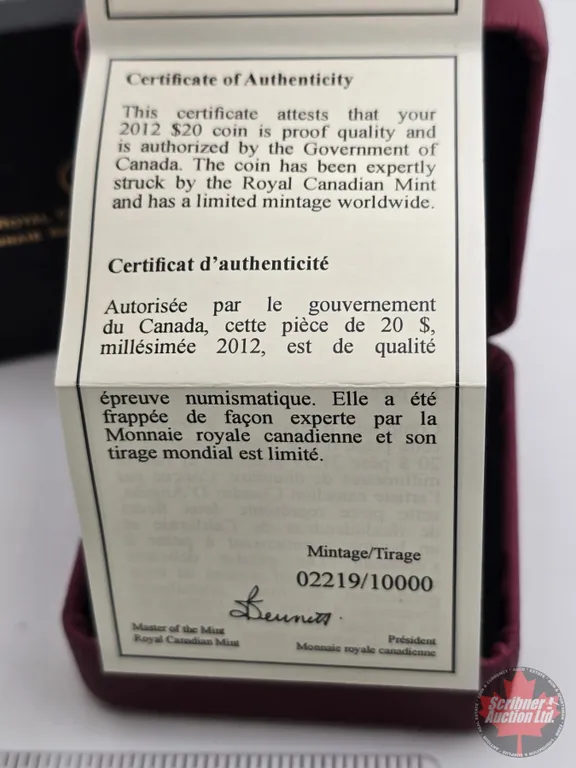 Certificate of Authenticity
This certificate attests that your
2012 $20 coin is proof quality and
is authorized by the Government of
Canada. The coin has been expertly
struck by the Royal Canadian Mint
and has a limited mintage worldwide.
Certificat d'authenticité
Autorisée par le gouvernement
du Canada, cette pièce de 20 $,
millésimée 2012, est de qualité
épreuve numismatique. Elle a été
frappée de façon experte par la
Monnaie royale canadienne et son
tirage mondial est limité.
Mintage/Tirage
02219/10000
Bennett
Master of the Mint
Royal Canadian Mint
Président
Monnaie royale canadienne
Scribner
Auction Ltd.